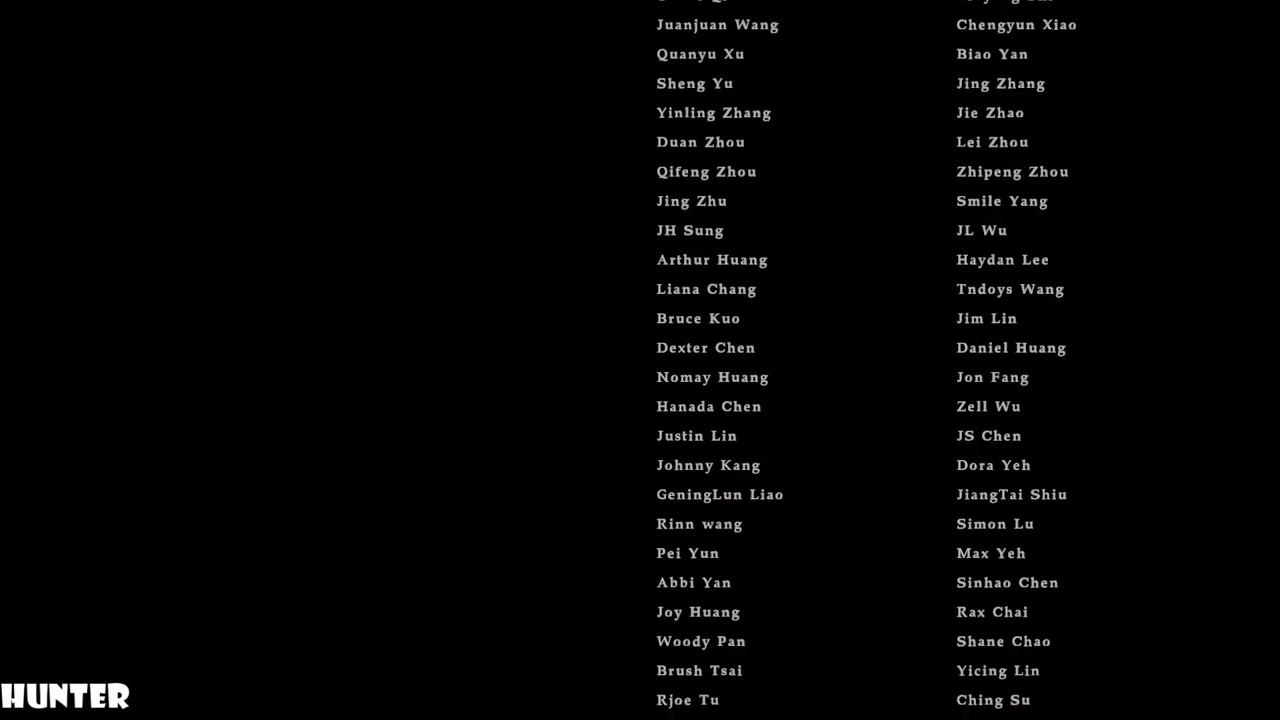 Juanjuan Wang Chengyun Xiao
Quanyu Xu Biao Yan
Sheng Yu Jing Zhang
Yinling Zhang Jie Zhao
Duan Zhou Lei Zhou
Qifeng Zhou Zhipeng Zhou
Jing Zhu Smile Yang
JH Sung JL Wu
Arthur Huang Haydan Lee
Liana Chang Tndoys Wang
Bruce Kuo Jim Lin
Dexter Chen Daniel Huang
Nomay Huang Jon Fang
Hanada Chen Zell Wu
Justin Lin JS Chen
Johnny Kang Dora Yeh
GeningLun Liao JiangTai Shiu
Rinn wang Simon Lu
Pei Yun Max Yeh
Abbi Yan Sinhao Chen
Joy Huang Rax Chai
Woody Pan Shane Chao
Brush Tsai Yicing Lin
Rjoe Tu Ching Su
HUNTER